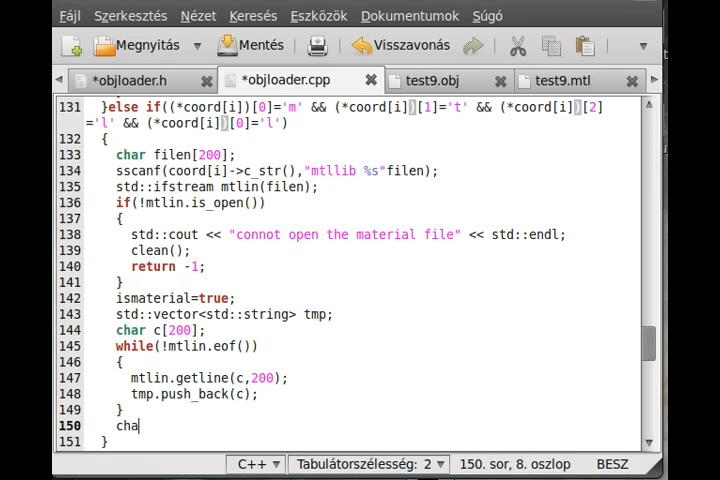 Fájl Szerkesztés Nézet Keresés Eszközök Dokumentumok Súgó
Megnyitás Mentés Visszavonás
*objloader.h *objloader.cpp test9.obj test9.mtl
131 }else if((*coord[i])[0]='m' && (*coord[i])[1]='t' && (*coord[i])[2]
='l' && (*coord[i])[0]='l')
132 {
133 char filen[200];
134 sscanf(coord[i]->c_str(),"mtllib %s"filen);
135 std::ifstream mtlin(filen);
136 if(!mtlin.is_open())
137 {
138 std::cout << "connot open the material file" << std::endl;
139 clean();
140 return -1;
141 }
142 ismaterial=true;
143 std::vector<std::string> tmp;
144 char c[200];
145 while(!mtlin.eof())
146 {
147 mtlin.getline(c,200);
148 tmp.push_back(c);
149 }
150 cha
151 }
C++ Tabulátorszélesség: 2 150. sor, 8. oszlop BESZ